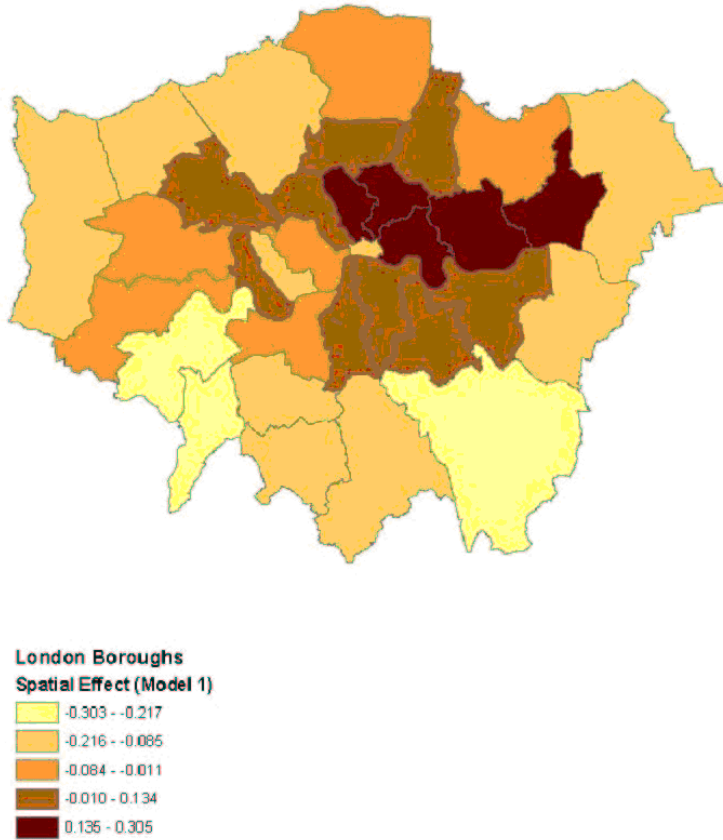 London Boroughs
Spatial Effect (Model 1)
-0.303 - -0.217
-0.216 - -0.085
-0.084 - -0.011
-0.010 - 0.134
0.135 - 0.305